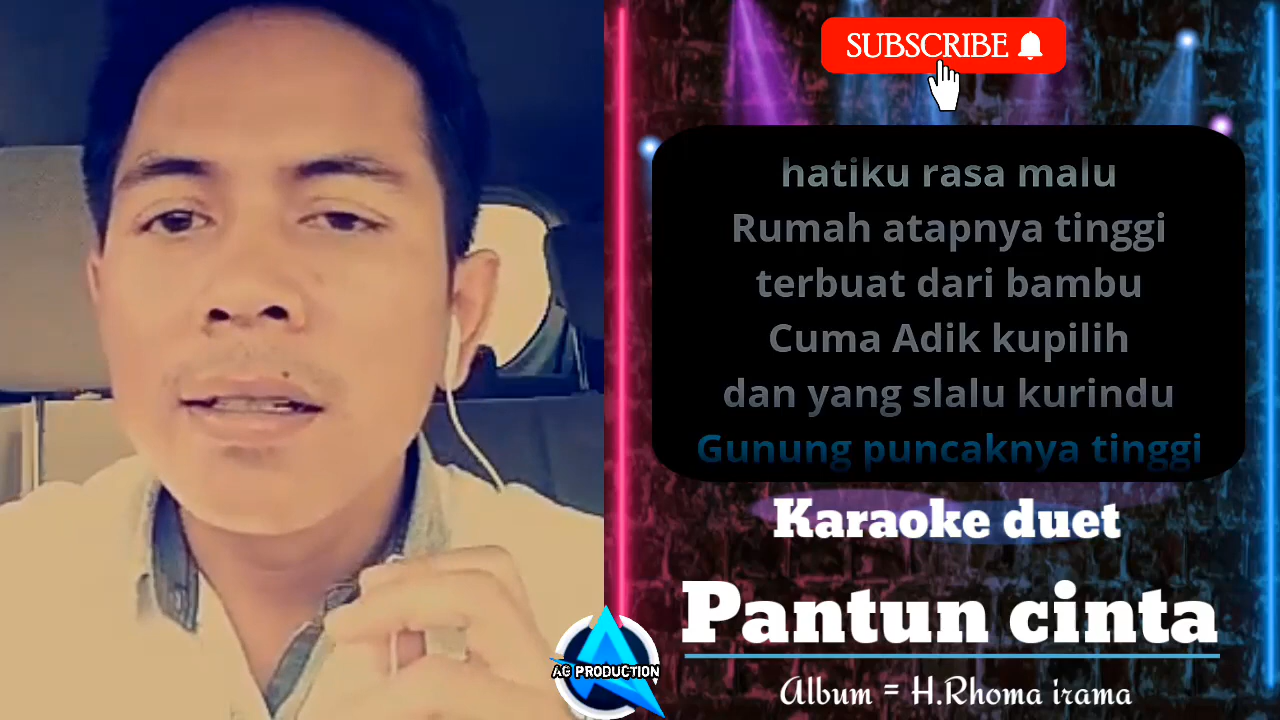 SUBSCRIBE
hatiku rasa malu
Rumah atapnya tinggi
terbuat dari bambu
Cuma Adik kupilih
dan yang slalu kurindu
Gunung puncaknya tinggi
Karaoke duet
Pantun cinta
AG PRODUCTION
Album = H.Rhoma irama